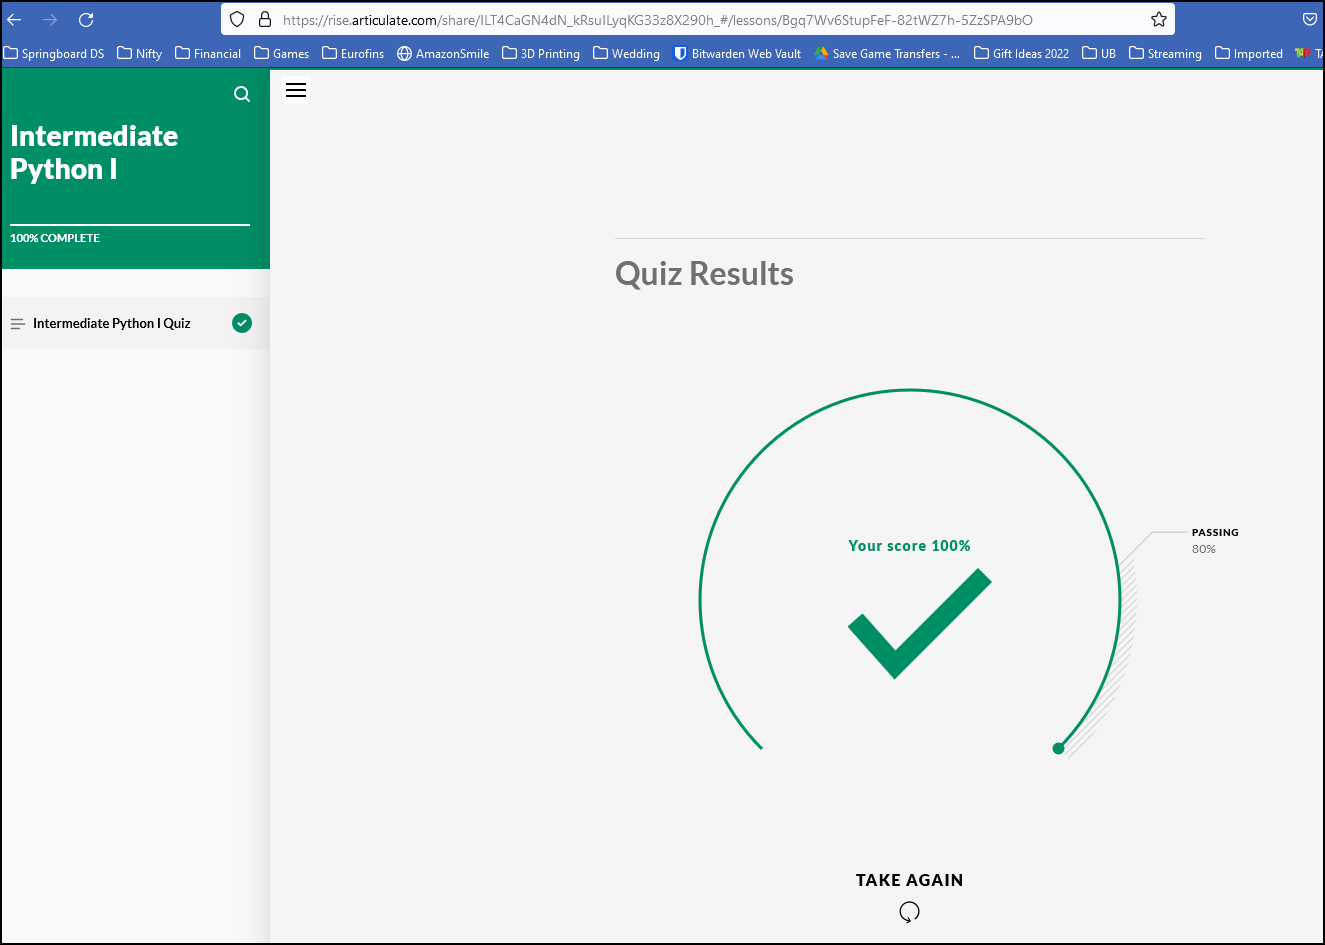 https://rise.articulate.com/share/ILT4CaGN4dN_kRsuILyqKG33z8X290h_#/lessons/Bgq7Wv6StupFeF-82tWZ7h-5ZzSPA9bO
Springboard DS Nifty Financial Games Eurofins AmazonSmile 3D Printing Wedding Bitwarden Web Vault Save Game Transfers - ... Gift Ideas 2022 UB Streaming Imported
Intermediate
Python I
100% COMPLETE
Intermediate Python I Quiz
Quiz Results
Your score 100%
PASSING
80%
TAKE AGAIN